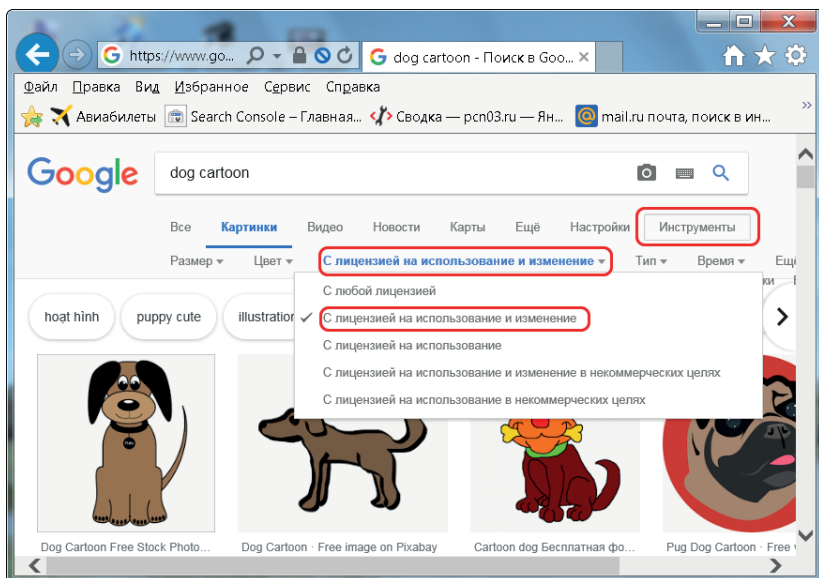 https://www.go... dog cartoon - Поиск в Goo...
Файл Правка Вид Избранное Сервис Справка
Авиабилеты Search Console – Главная... Сводка — pcn03.ru — Ян... mail.ru почта, поиск в ин... »
Google dog cartoon
Все Картинки Видео Новости Карты Ещё Настройки Инструменты
Размер Цвет С лицензией на использование и изменение Тип Время Ещё
С любой лицензией
С лицензией на использование и изменение
С лицензией на использование
С лицензией на использование и изменение в некоммерческих целях
С лицензией на использование в некоммерческих целях
hoạt hình puppy cute illustration
Dog Cartoon Free Stock Photo... Dog Cartoon · Free image on Pixabay Cartoon dog Бесплатная фо... Pug Dog Cartoon · Free